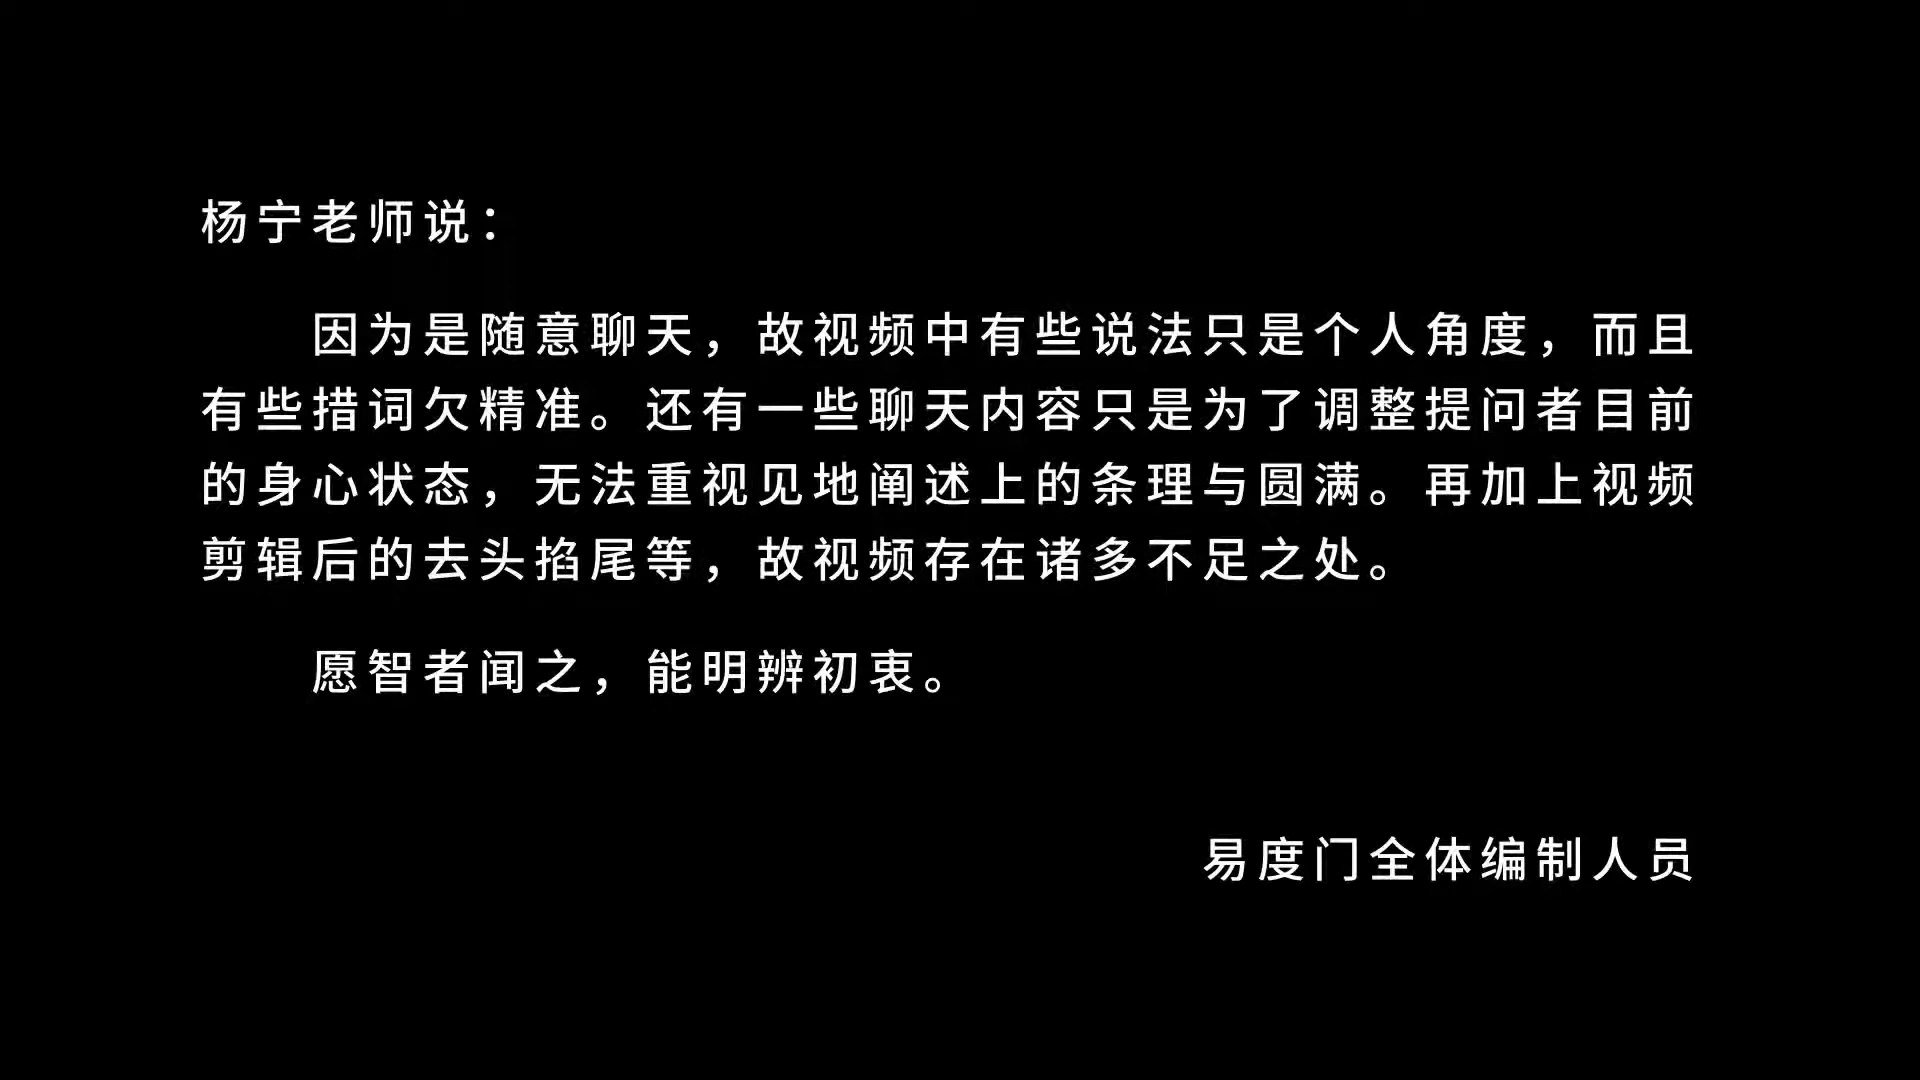 杨宁老师说：
因为是随意聊天，故视频中有些说法只是个人角度，而且
有些措词欠精准。还有一些聊天内容只是为了调整提问者目前
的身心状态，无法重视见地阐述上的条理与圆满。再加上视频
剪辑后的去头掐尾等，故视频存在诸多不足之处。
愿智者闻之，能明辨初衷。
易度门全体编制人员